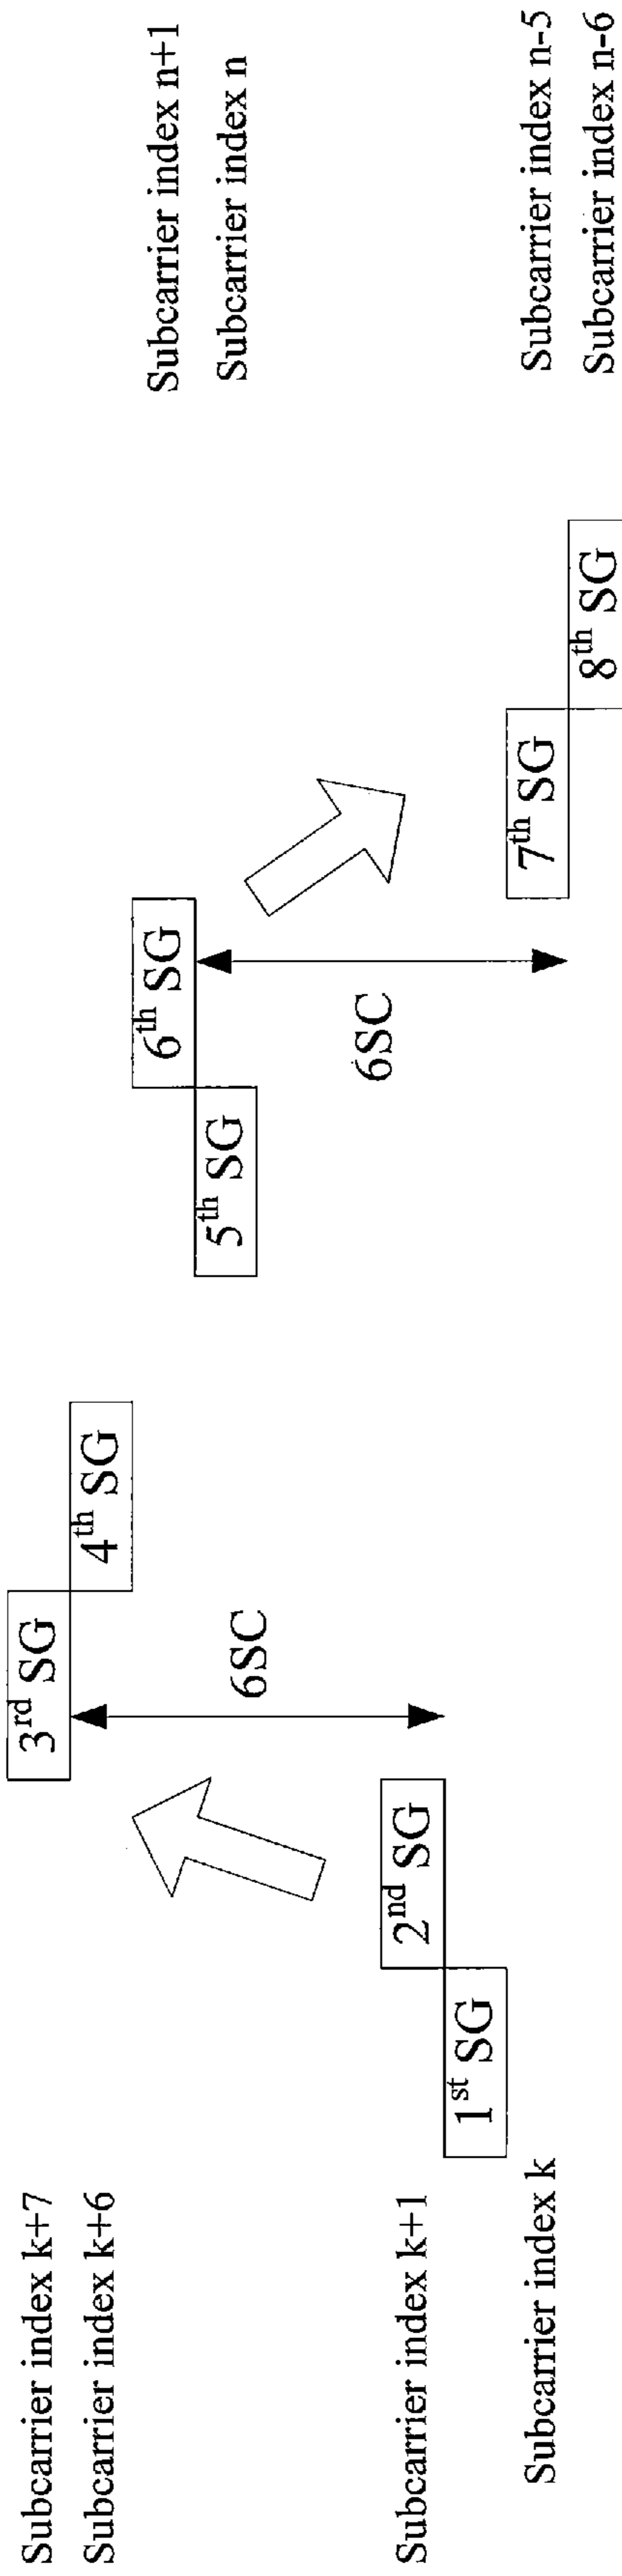 Subcarrier index k+7
Subcarrier index k+6
Subcarrier index k+1
Subcarrier index k
1st SG
2nd SG
3rd SG
4th SG
6SC
5th SG
6th SG
6SC
7th SG
8th SG
Subcarrier index n+1
Subcarrier index n
Subcarrier index n-5
Subcarrier index n-6